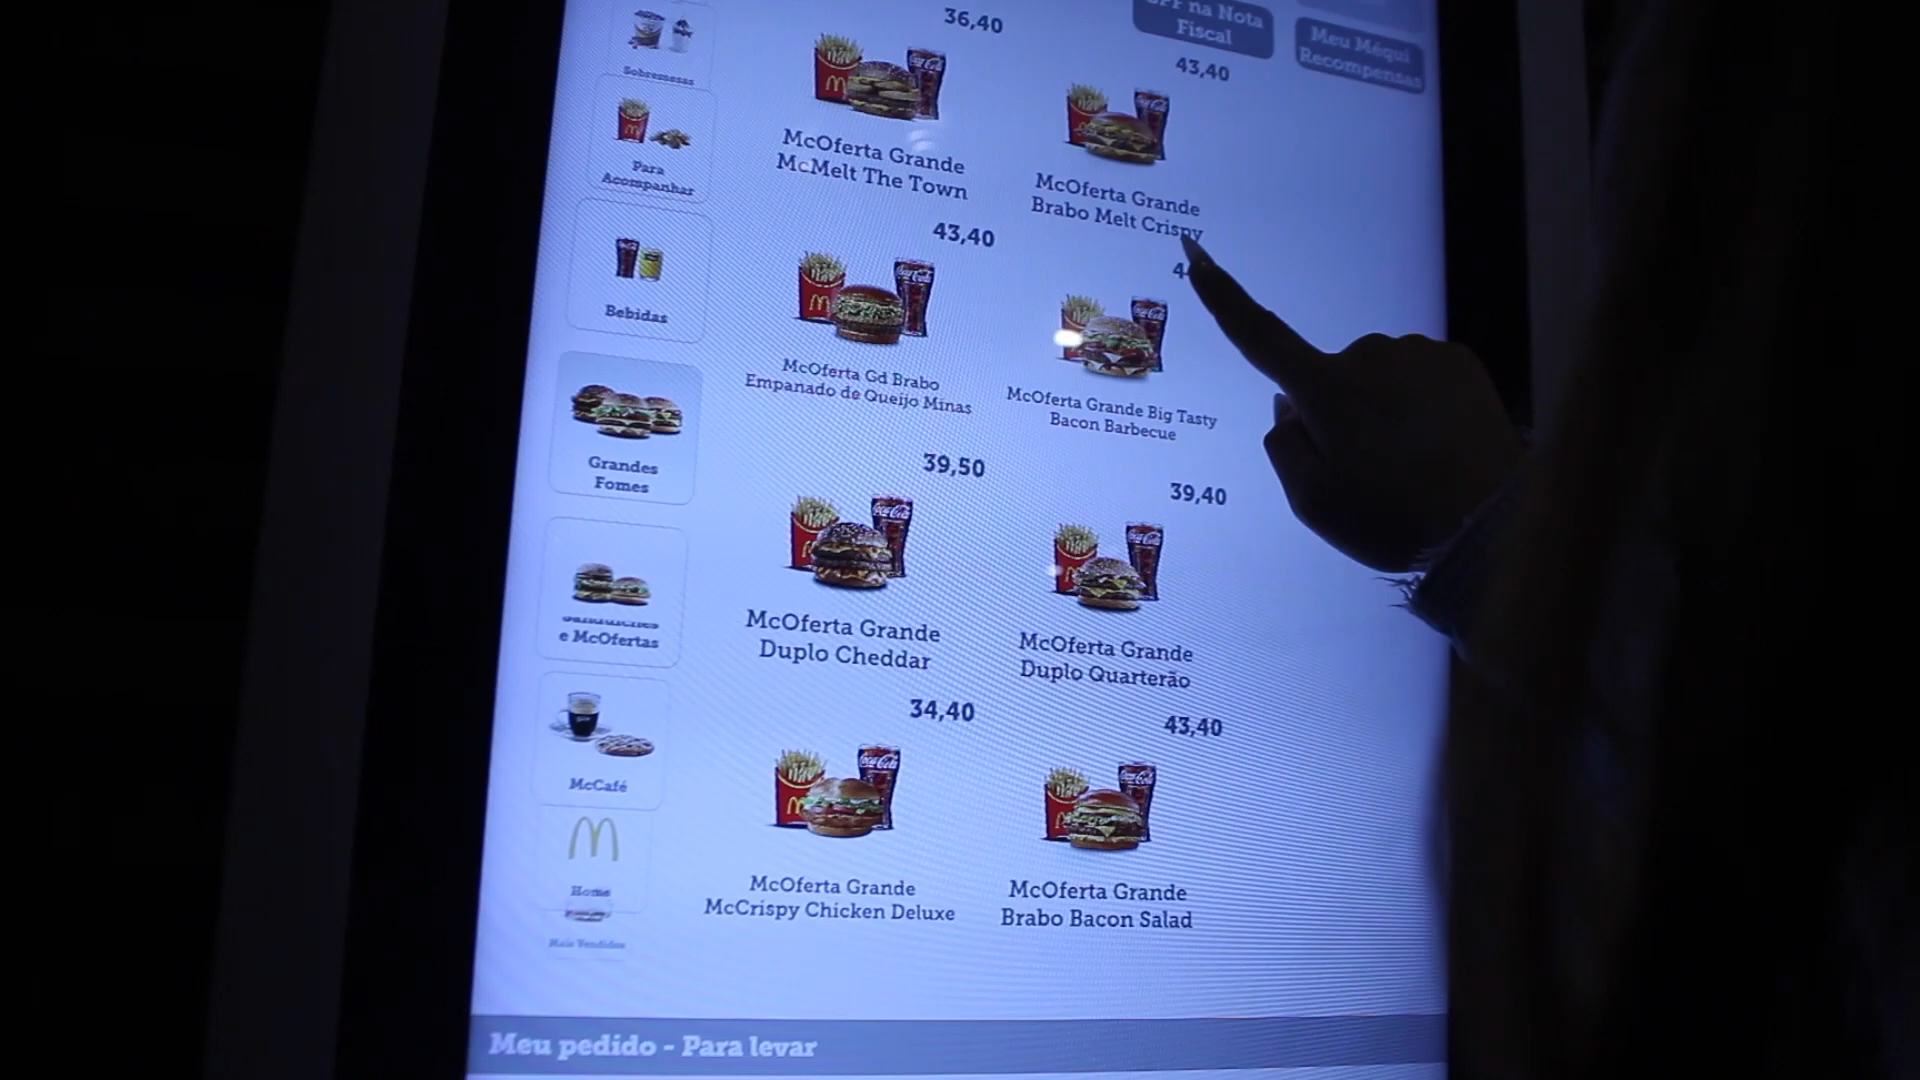 Sobremesas
Para
Acompanhar
Bebidas
Grandes
Fomes
e McOfertas
McCafé
Home
Mais Vendidos
na Nota
Fiscal
Meu Méqui
Recompensas
36,40
McOferta Grande
McMelt The Town
43,40
McOferta Grande
Brabo Melt Crispy
43,40
McOferta Gd Brabo
Empanado de Queijo Minas
McOferta Grande Big Tasty
Bacon Barbecue
39,50
McOferta Grande
Duplo Cheddar
39,40
McOferta Grande
Duplo Quarterão
34,40
McOferta Grande
McCrispy Chicken Deluxe
43,40
McOferta Grande
Brabo Bacon Salad
Meu pedido - Para levar